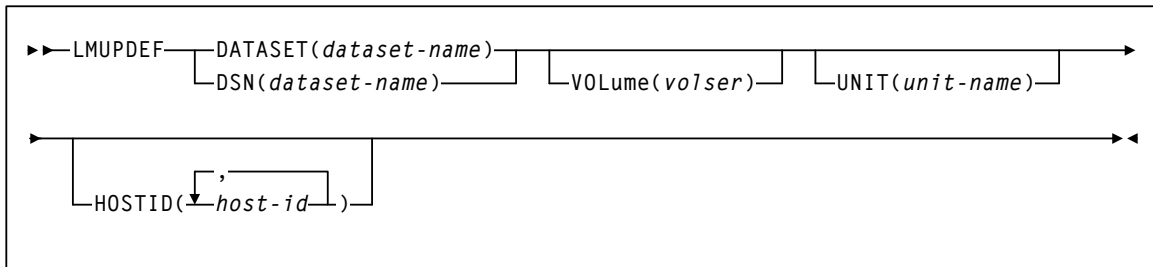 LMUPDEF DATASET(dataset-name)
DSN(dataset-name) VOLume(volser) UNIT(unit-name)
,
HOSTID( host-id )